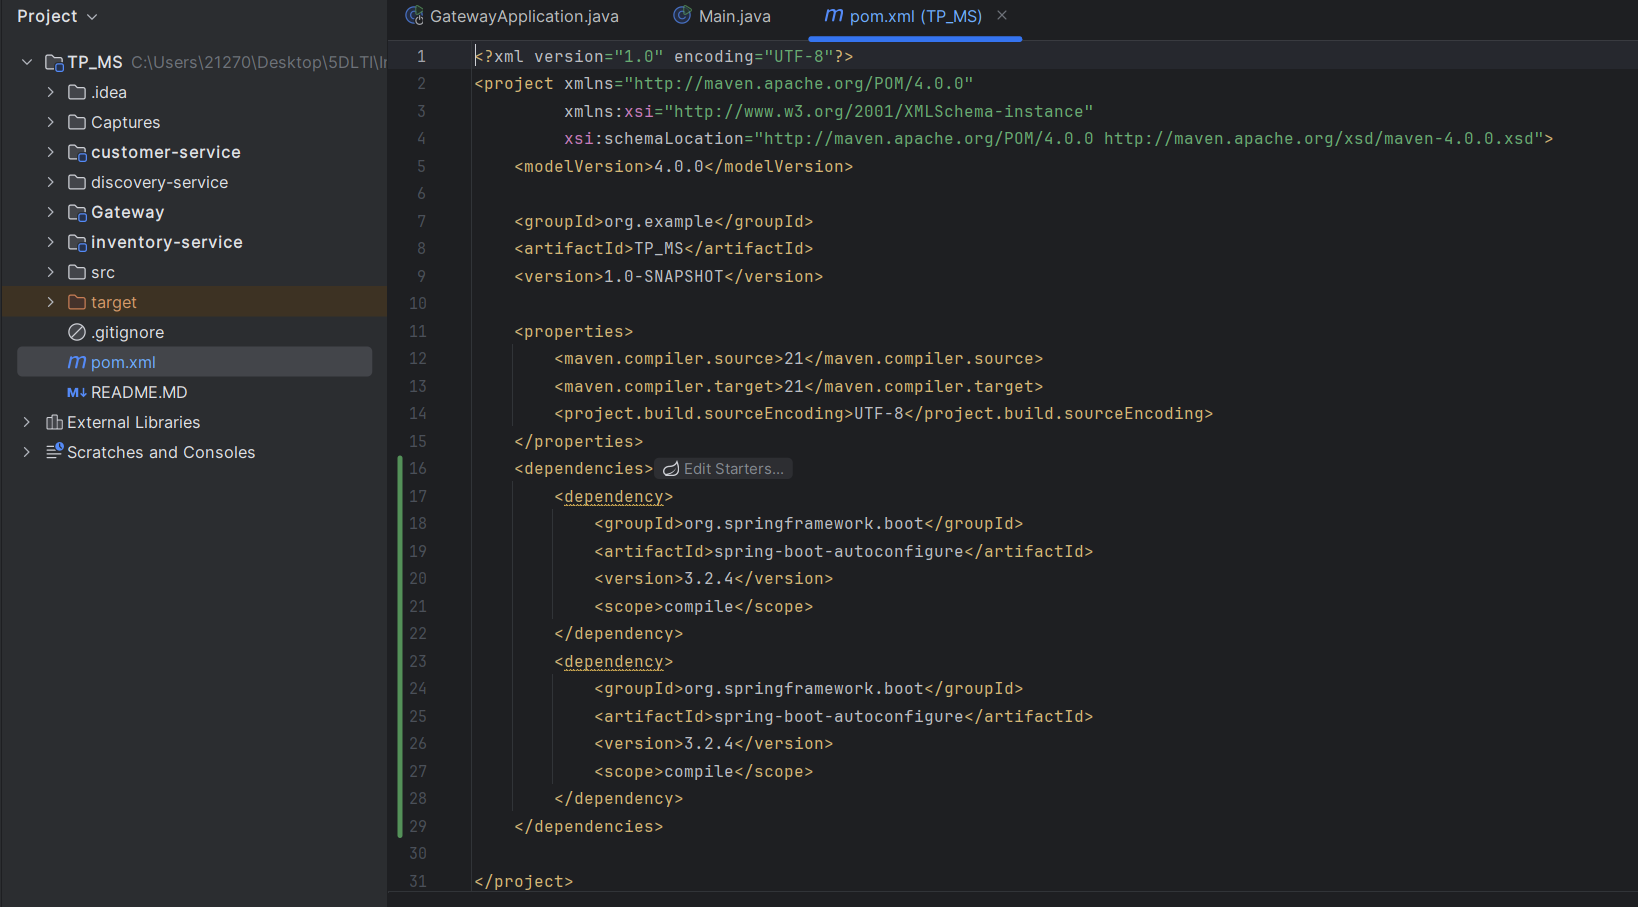 Project
TP_MS C:\Users\21270\Desktop\5DLTI\
.idea
Captures
customer-service
discovery-service
Gateway
inventory-service
src
target
.gitignore
pom.xml
README.MD
External Libraries
Scratches and Consoles
GatewayApplication.java Main.java pom.xml (TP_MS)
1 <?xml version="1.0" encoding="UTF-8"?>
2 <project xmlns="http://maven.apache.org/POM/4.0.0"
3 xmlns:xsi="http://www.w3.org/2001/XMLSchema-instance"
4 xsi:schemaLocation="http://maven.apache.org/POM/4.0.0 http://maven.apache.org/xsd/maven-4.0.0.xsd">
5 <modelVersion>4.0.0</modelVersion>
6
7 <groupId>org.example</groupId>
8 <artifactId>TP_MS</artifactId>
9 <version>1.0-SNAPSHOT</version>
10
11 <properties>
12 <maven.compiler.source>21</maven.compiler.source>
13 <maven.compiler.target>21</maven.compiler.target>
14 <project.build.sourceEncoding>UTF-8</project.build.sourceEncoding>
15 </properties>
16 <dependencies> Edit Starters...
17 <dependency>
18 <groupId>org.springframework.boot</groupId>
19 <artifactId>spring-boot-autoconfigure</artifactId>
20 <version>3.2.4</version>
21 <scope>compile</scope>
22 </dependency>
23 <dependency>
24 <groupId>org.springframework.boot</groupId>
25 <artifactId>spring-boot-autoconfigure</artifactId>
26 <version>3.2.4</version>
27 <scope>compile</scope>
28 </dependency>
29 </dependencies>
30
31 </project>